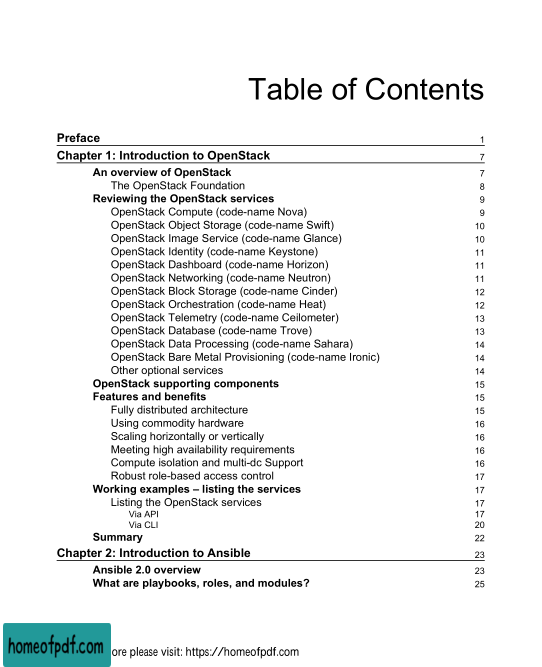 Table of Contents
Preface 1
Chapter 1: Introduction to OpenStack 7
An overview of OpenStack 7
The OpenStack Foundation 8
Reviewing the OpenStack services 9
OpenStack Compute (code-name Nova) 9
OpenStack Object Storage (code-name Swift) 10
OpenStack Image Service (code-name Glance) 10
OpenStack Identity (code-name Keystone) 11
OpenStack Dashboard (code-name Horizon) 11
OpenStack Networking (code-name Neutron) 11
OpenStack Block Storage (code-name Cinder) 12
OpenStack Orchestration (code-name Heat) 12
OpenStack Telemetry (code-name Ceilometer) 13
OpenStack Database (code-name Trove) 13
OpenStack Data Processing (code-name Sahara) 14
OpenStack Bare Metal Provisioning (code-name Ironic) 14
Other optional services 14
OpenStack supporting components 15
Features and benefits 15
Fully distributed architecture 15
Using commodity hardware 16
Scaling horizontally or vertically 16
Meeting high availability requirements 16
Compute isolation and multi-dc Support 16
Robust role-based access control 17
Working examples – listing the services 17
Listing the OpenStack services 17
Via API 17
Via CLI 20
Summary 22
Chapter 2: Introduction to Ansible 23
Ansible 2.0 overview 23
What are playbooks, roles, and modules? 25
homeofpdf.com
ore please visit: https://homeofpdf.com